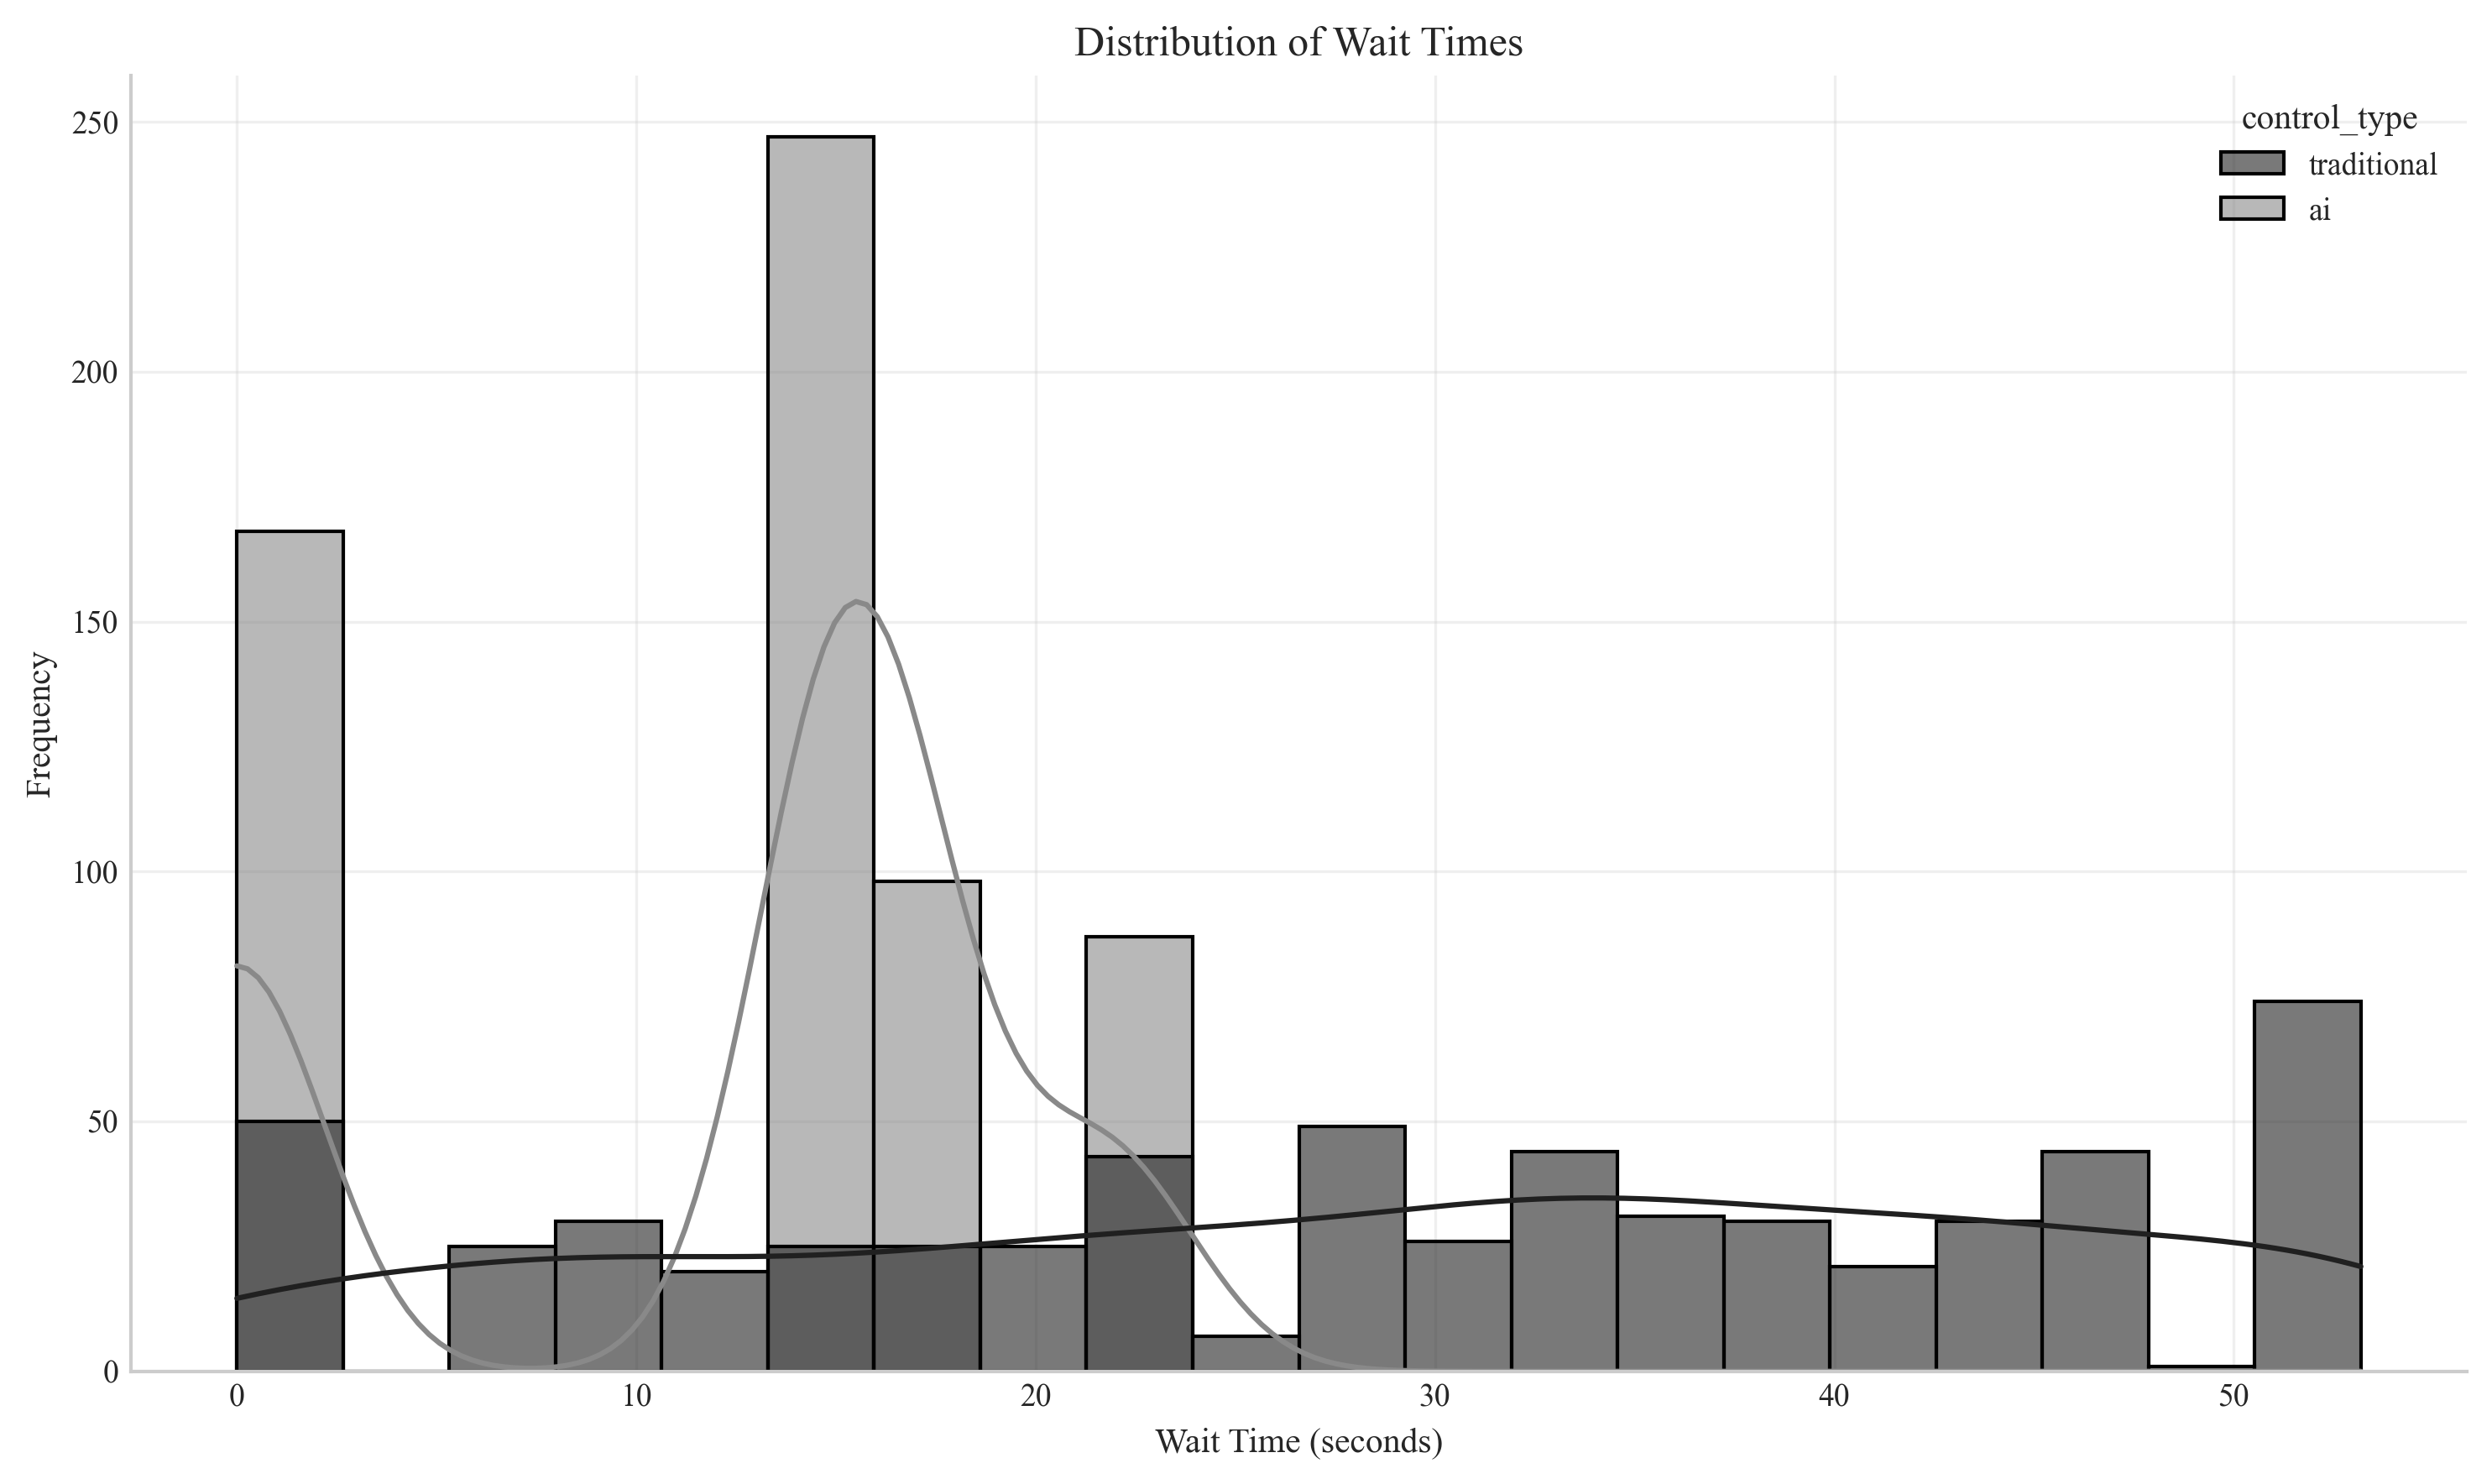 Distribution of Wait Times
control_type
traditional
ai
Frequency
250
200
150
100
50
0
0 10 20 30 40 50
Wait Time (seconds)